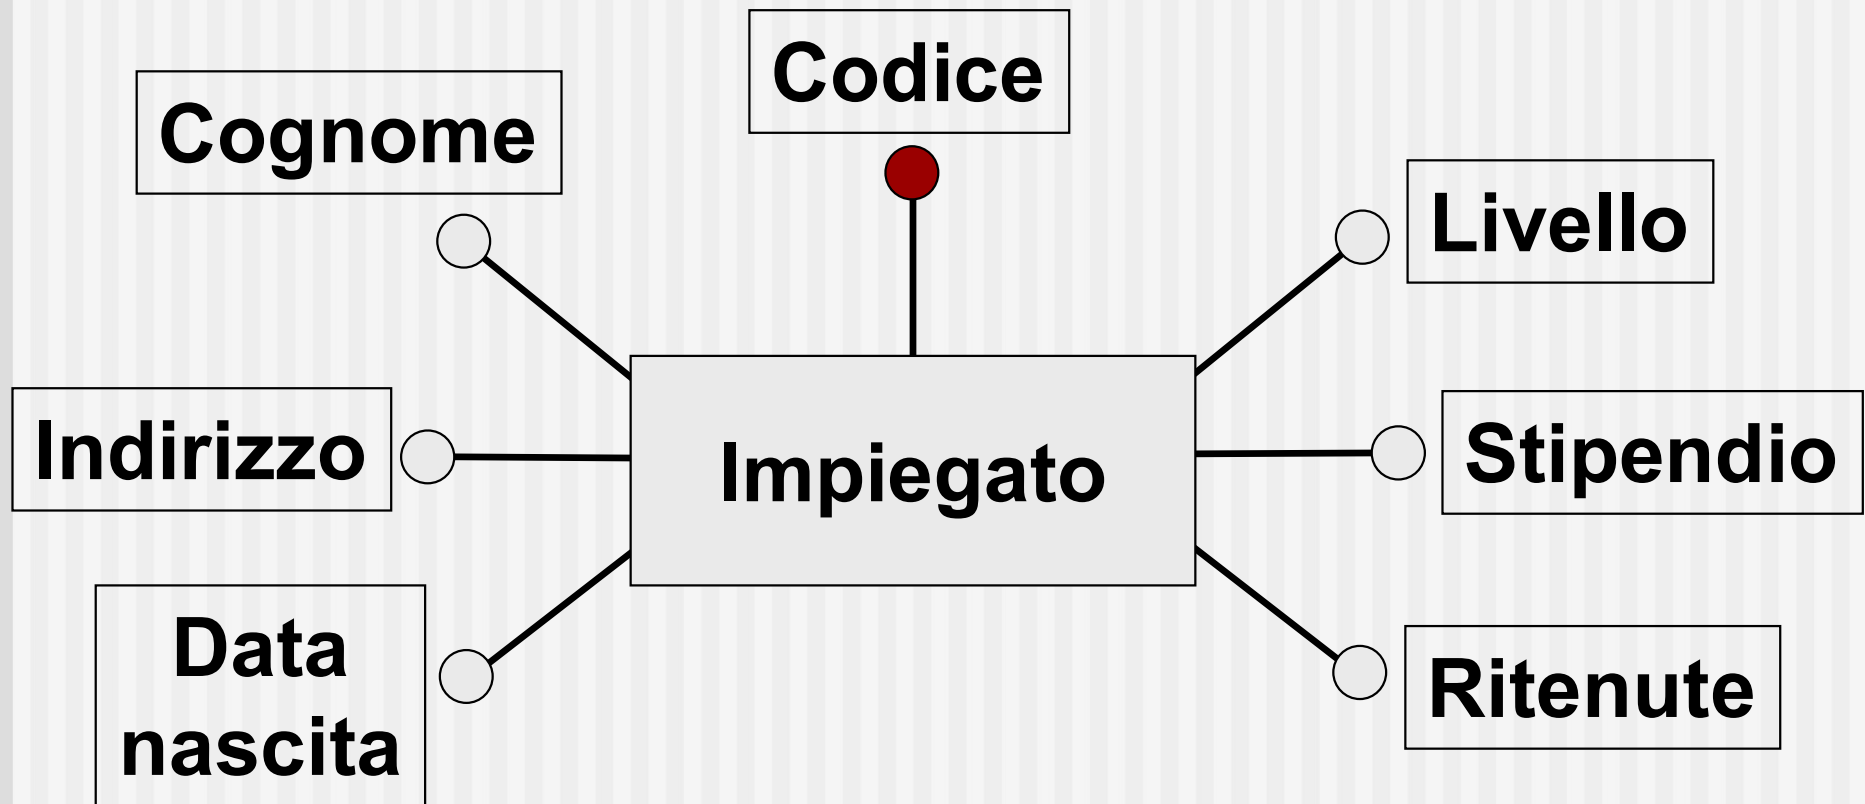 Codice
Cognome
Livello
Indirizzo
Impiegato
Stipendio
Data
nascita
Ritenute